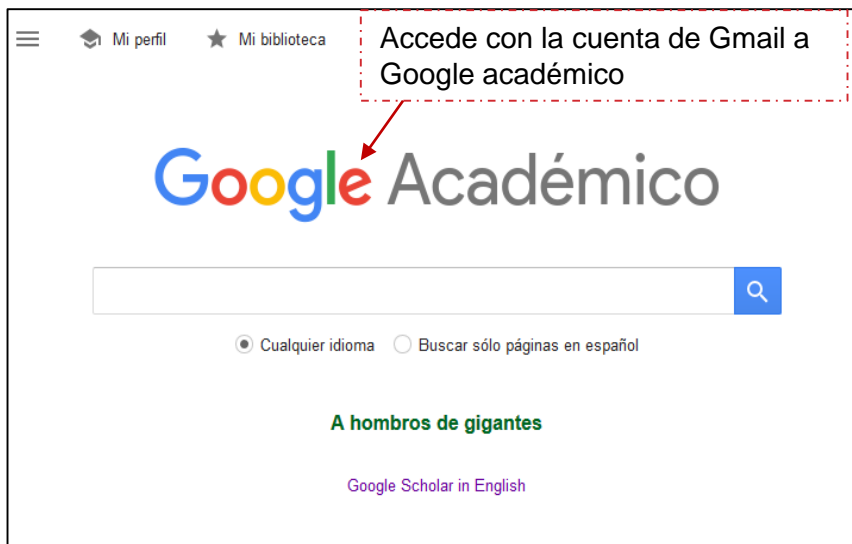 Mi perfil
Mi biblioteca
Accede con la cuenta de Gmail a
Google académico
Google Académico
Cualquier idioma
Buscar sólo páginas en español
A hombros de gigantes
Google Scholar in English